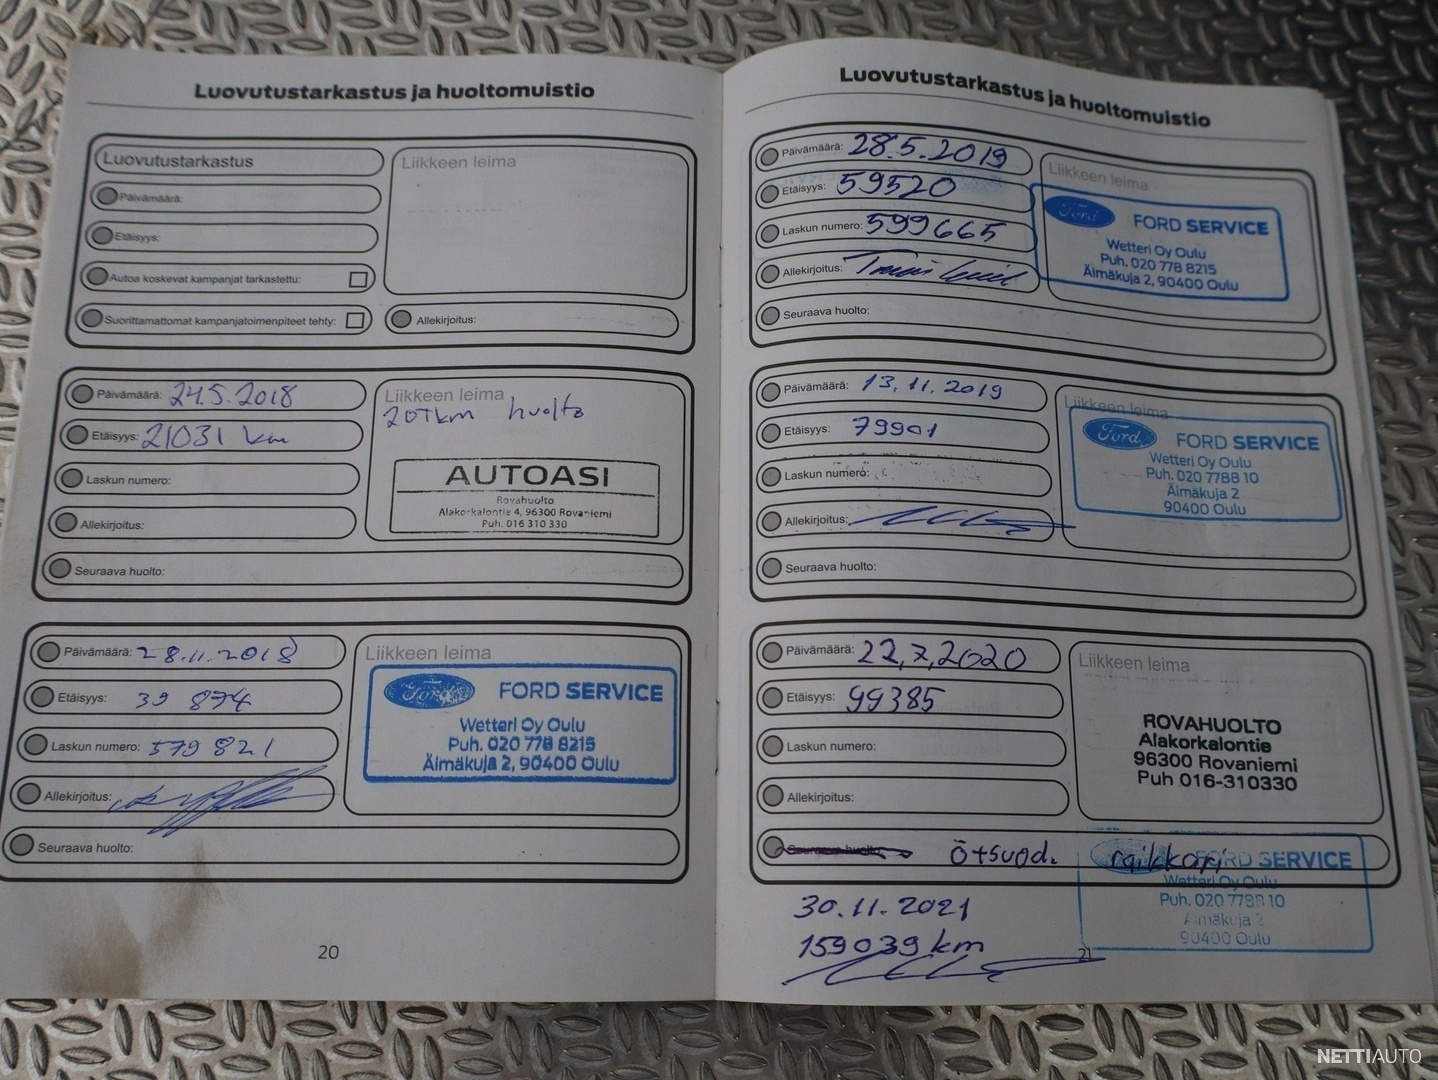 Luovutustarkastus ja huoltomuistio
Luovutustarkastus
Liikkeen leima
Päivämäärä:
Etäisyys:
Autoa koskevat kampanjat tarkastettu:
Suorittamattomat kampanjatoimenpiteet tehty:
Allekirjoitus:
Päivämäärä: 24.5.2018
Etäisyys: 21031 km
Laskun numero:
Allekirjoitus:
Seuraava huolto:
Liikkeen leima
20Tkm huolto
AUTOASI
Rovahuolto
Alakorkalontie 4, 96300 Rovaniemi
Puh. 016 310 330
Päivämäärä: 28.11.2018
Etäisyys: 39 874
Laskun numero: 579821
Allekirjoitus:
Seuraava huolto:
Liikkeen leima
Ford FORD SERVICE
Wetteri Oy Oulu
Puh. 020 778 8215
Äimäkuja 2, 90400 Oulu
20
Luovutustarkastus ja huoltomuistio
Päivämäärä: 28.5.2019
Etäisyys: 59520
Laskun numero: 599665
Allekirjoitus:
Seuraava huolto:
Liikkeen leima
Ford FORD SERVICE
Wetteri Oy Oulu
Puh. 020 778 8215
Äimäkuja 2, 90400 Oulu
Päivämäärä: 13.11.2019
Etäisyys: 79901
Laskun numero:
Allekirjoitus:
Seuraava huolto:
Liikkeen leima
Ford FORD SERVICE
Wetteri Oy Oulu
Puh. 020 7788 10
Äimäkuja 2
90400 Oulu
Päivämäärä: 22.7.2020
Etäisyys: 99385
Laskun numero:
Allekirjoitus:
Liikkeen leima
ROVAHUOLTO
Alakorkalontie
96300 Rovaniemi
Puh 016-310330
Seuraava huolto: ötsuod.
30.11.2021
159039 km
FORD SERVICE
Wetteri Oy Oulu
Puh. 020 7788 10
Äimäkuja 2
90400 Oulu
21
NETTIAUTO